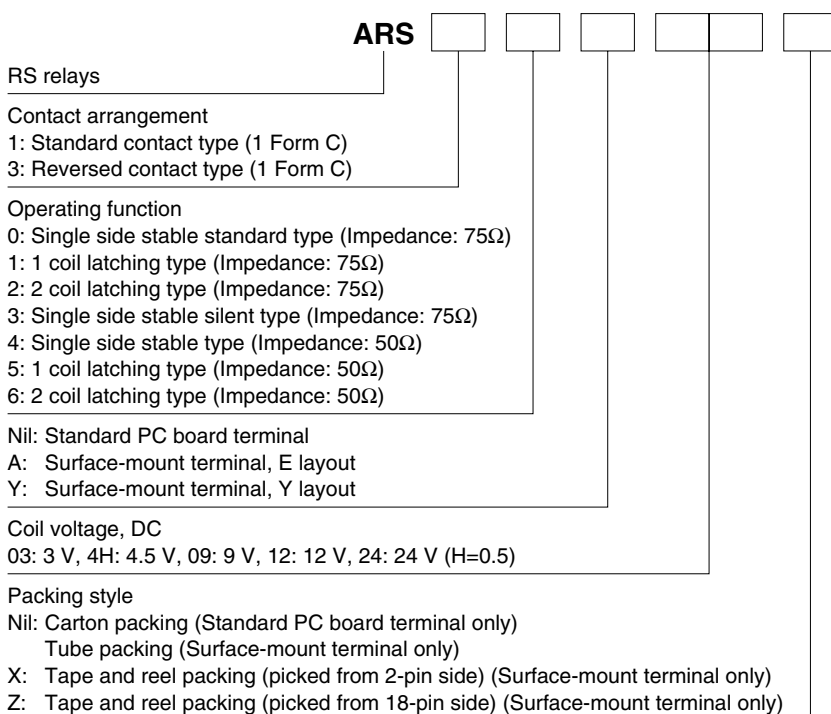 ARS
RS relays
Contact arrangement
1: Standard contact type (1 Form C)
3: Reversed contact type (1 Form C)
Operating function
0: Single side stable standard type (Impedance: 75Ω)
1: 1 coil latching type (Impedance: 75Ω)
2: 2 coil latching type (Impedance: 75Ω)
3: Single side stable silent type (Impedance: 75Ω)
4: Single side stable type (Impedance: 50Ω)
5: 1 coil latching type (Impedance: 50Ω)
6: 2 coil latching type (Impedance: 50Ω)
Nil: Standard PC board terminal
A: Surface-mount terminal, E layout
Y: Surface-mount terminal, Y layout
Coil voltage, DC
03: 3 V, 4H: 4.5 V, 09: 9 V, 12: 12 V, 24: 24 V (H=0.5)
Packing style
Nil: Carton packing (Standard PC board terminal only)
Tube packing (Surface-mount terminal only)
X: Tape and reel packing (picked from 2-pin side) (Surface-mount terminal only)
Z: Tape and reel packing (picked from 18-pin side) (Surface-mount terminal only)